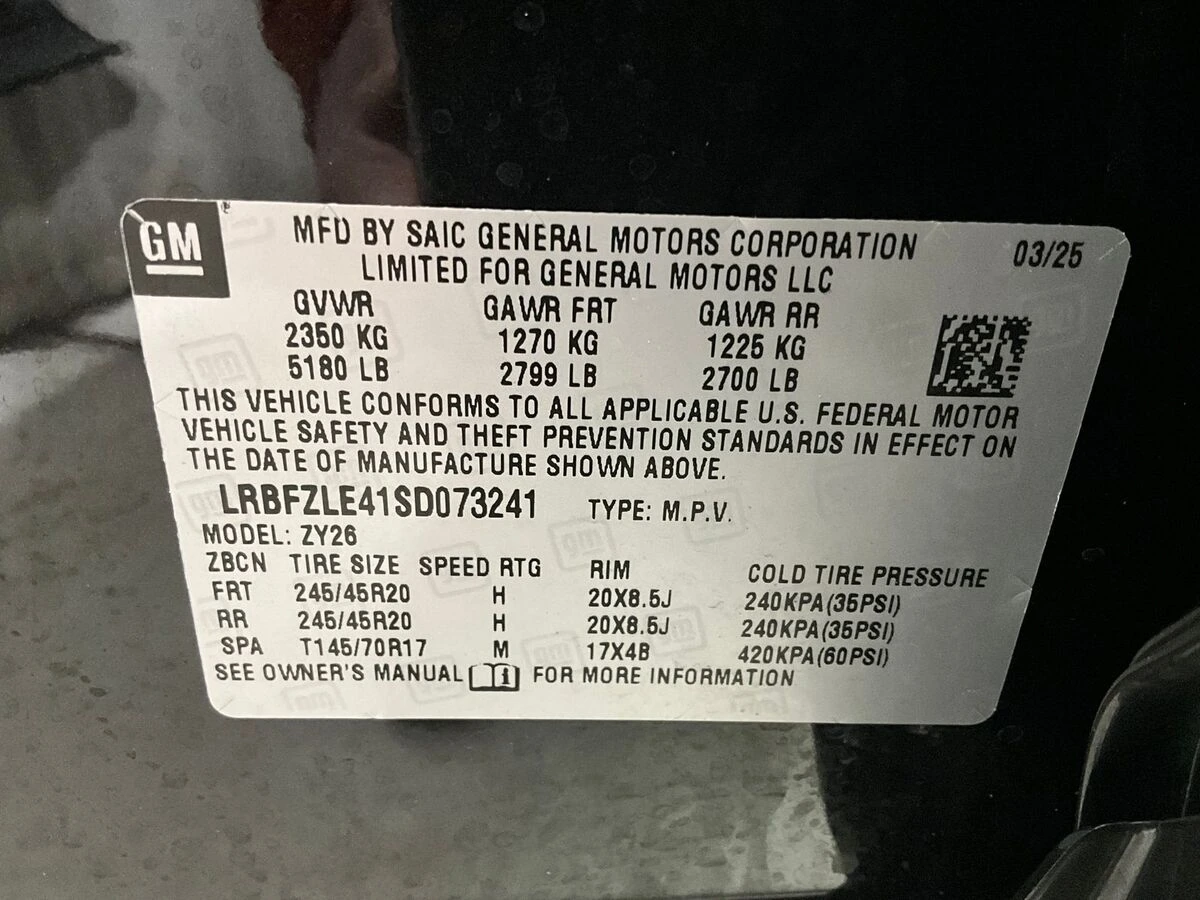 GM
MFD BY SAIC GENERAL MOTORS CORPORATION 03/25
LIMITED FOR GENERAL MOTORS LLC
GVWR GAWR FRT GAWR RR
2350 KG 1270 KG 1225 KG
5180 LB 2799 LB 2700 LB
THIS VEHICLE CONFORMS TO ALL APPLICABLE U.S. FEDERAL MOTOR
VEHICLE SAFETY AND THEFT PREVENTION STANDARDS IN EFFECT ON
THE DATE OF MANUFACTURE SHOWN ABOVE.
LRBFZLE41SD073241 TYPE: M.P.V.
MODEL: ZY26
ZBCN TIRE SIZE SPEED RTG RIM COLD TIRE PRESSURE
FRT 245/45R20 H 20X8.5J 240KPA(35PSI)
RR 245/45R20 H 20X8.5J 240KPA(35PSI)
SPA T145/70R17 M 17X4B 420KPA(60PSI)
SEE OWNER'S MANUAL FOR MORE INFORMATION